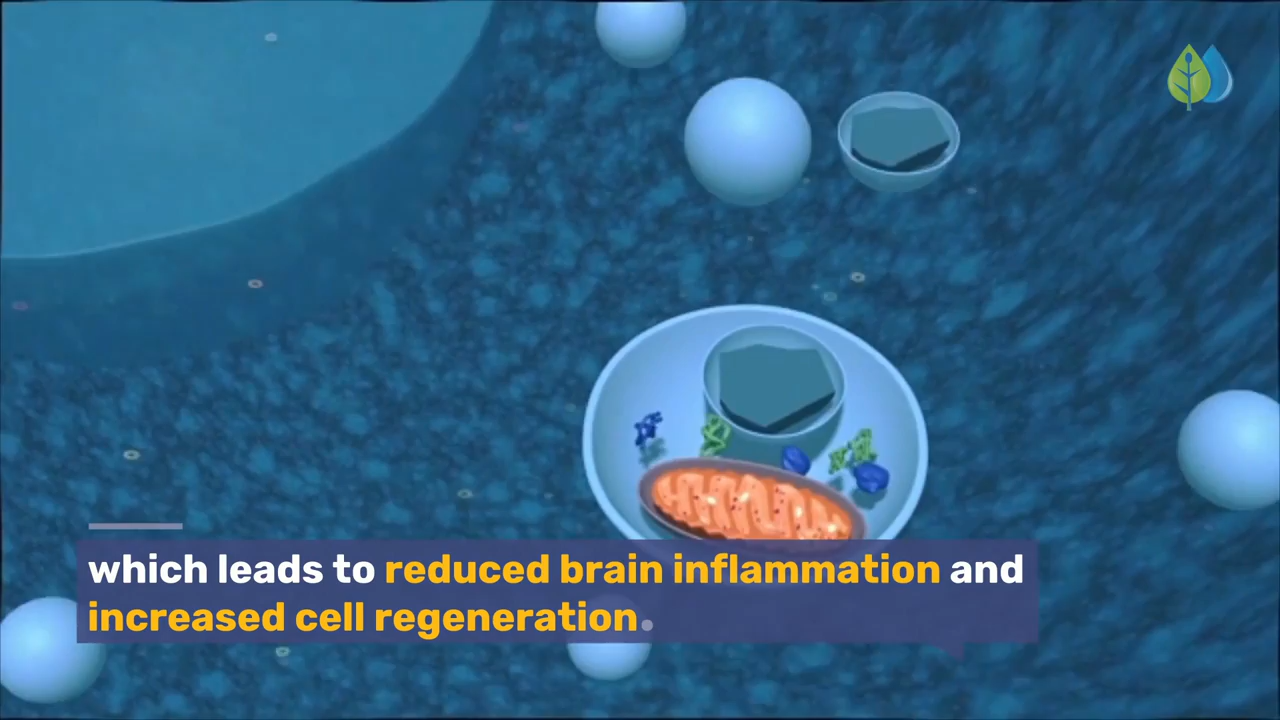 which leads to reduced brain inflammation and
increased cell regeneration.